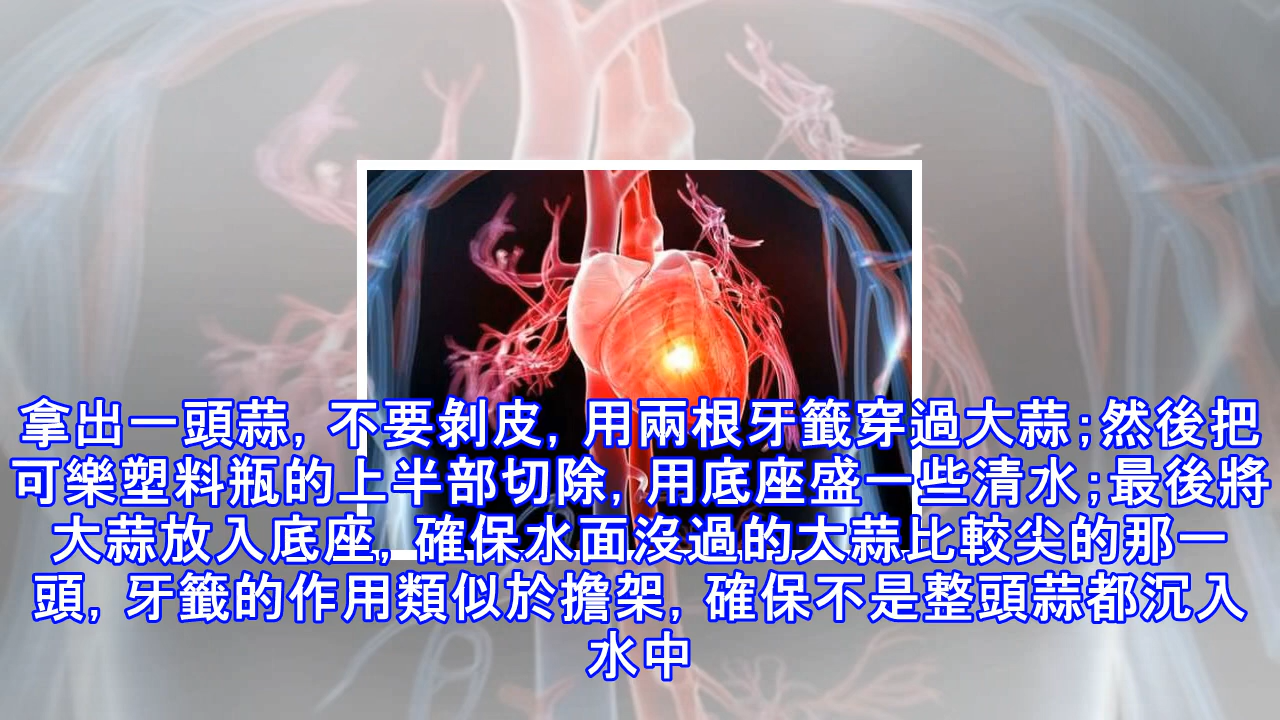 拿出一頭蒜, 不要剝皮, 用兩根牙籤穿過大蒜;然後把
可樂塑料瓶的上半部切除, 用底座盛一些清水;最後將
大蒜放入底座, 確保水面沒過的大蒜比較尖的那一
頭, 牙籤的作用類似於擔架, 確保不是整頭蒜都沉入
水中